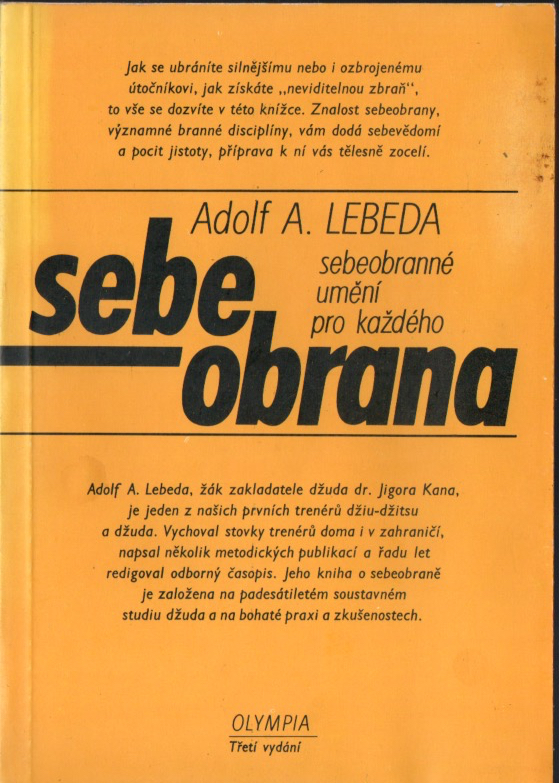 Jak se ubráníte silnějšímu nebo i ozbrojenému
útočníkovi, jak získáte „neviditelnou zbraň",
to vše se dozvíte v této knížce. Znalost sebeobrany,
významné branné disciplíny, vám dodá sebevědomí
a pocit jistoty, příprava k ní vás tělesně zocelí.
Adolf A. LEBEDA
sebe
sebeobranné
umění
pro každého
obrana
Adolf A. Lebeda, žák zakladatele džuda dr. Jigora Kana,
je jeden z našich prvních trenérů džiu-džitsu
a džuda. Vychoval stovky trenérů doma i v zahraničí,
napsal několik metodických publikací a řadu let
redigoval odborný časopis. Jeho kniha o sebeobraně
je založena na padesátiletém soustavném
studiu džuda a na bohaté praxi a zkušenostech.
OLYMPIA
Třetí vydání